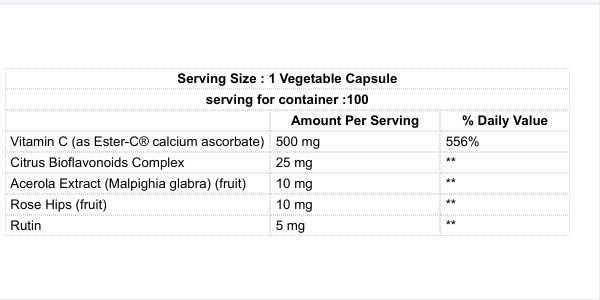 Serving Size : 1 Vegetable Capsule
serving for container :100
Amount Per Serving % Daily Value
Vitamin C (as Ester-C® calcium ascorbate) 500 mg 556%
Citrus Bioflavonoids Complex 25 mg **
Acerola Extract (Malpighia glabra) (fruit) 10 mg **
Rose Hips (fruit) 10 mg **
Rutin 5 mg **